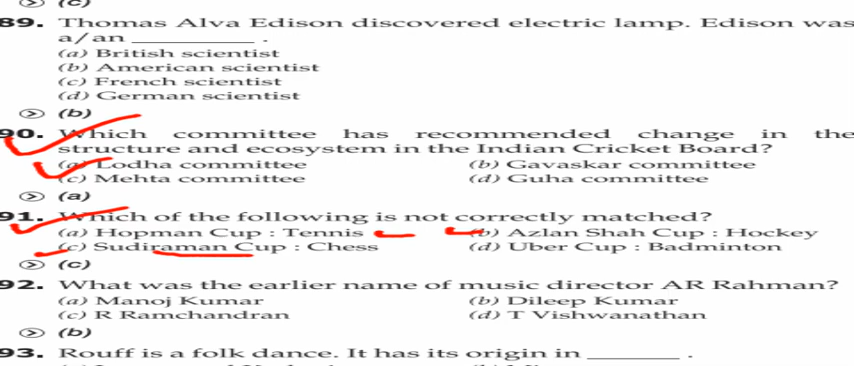 (c)
89. Thomas Alva Edison discovered electric lamp. Edison was
a/an ________ .
(a) British scientist
(b) American scientist
(c) French scientist
(d) German scientist
(b)
90. Which committee has recommended change in the
structure and ecosystem in the Indian Cricket Board?
(a) Lodha committee (b) Gavaskar committee
(c) Mehta committee (d) Guha committee
(a)
91. Which of the following is not correctly matched?
(a) Hopman Cup : Tennis (b) Azlan Shah Cup : Hockey
(c) Sudiraman Cup : Chess (d) Uber Cup : Badminton
(c)
92. What was the earlier name of music director AR Rahman?
(a) Manoj Kumar (b) Dileep Kumar
(c) R Ramchandran (d) T Vishwanathan
(b)
93. Rouff is a folk dance. It has its origin in ________ .